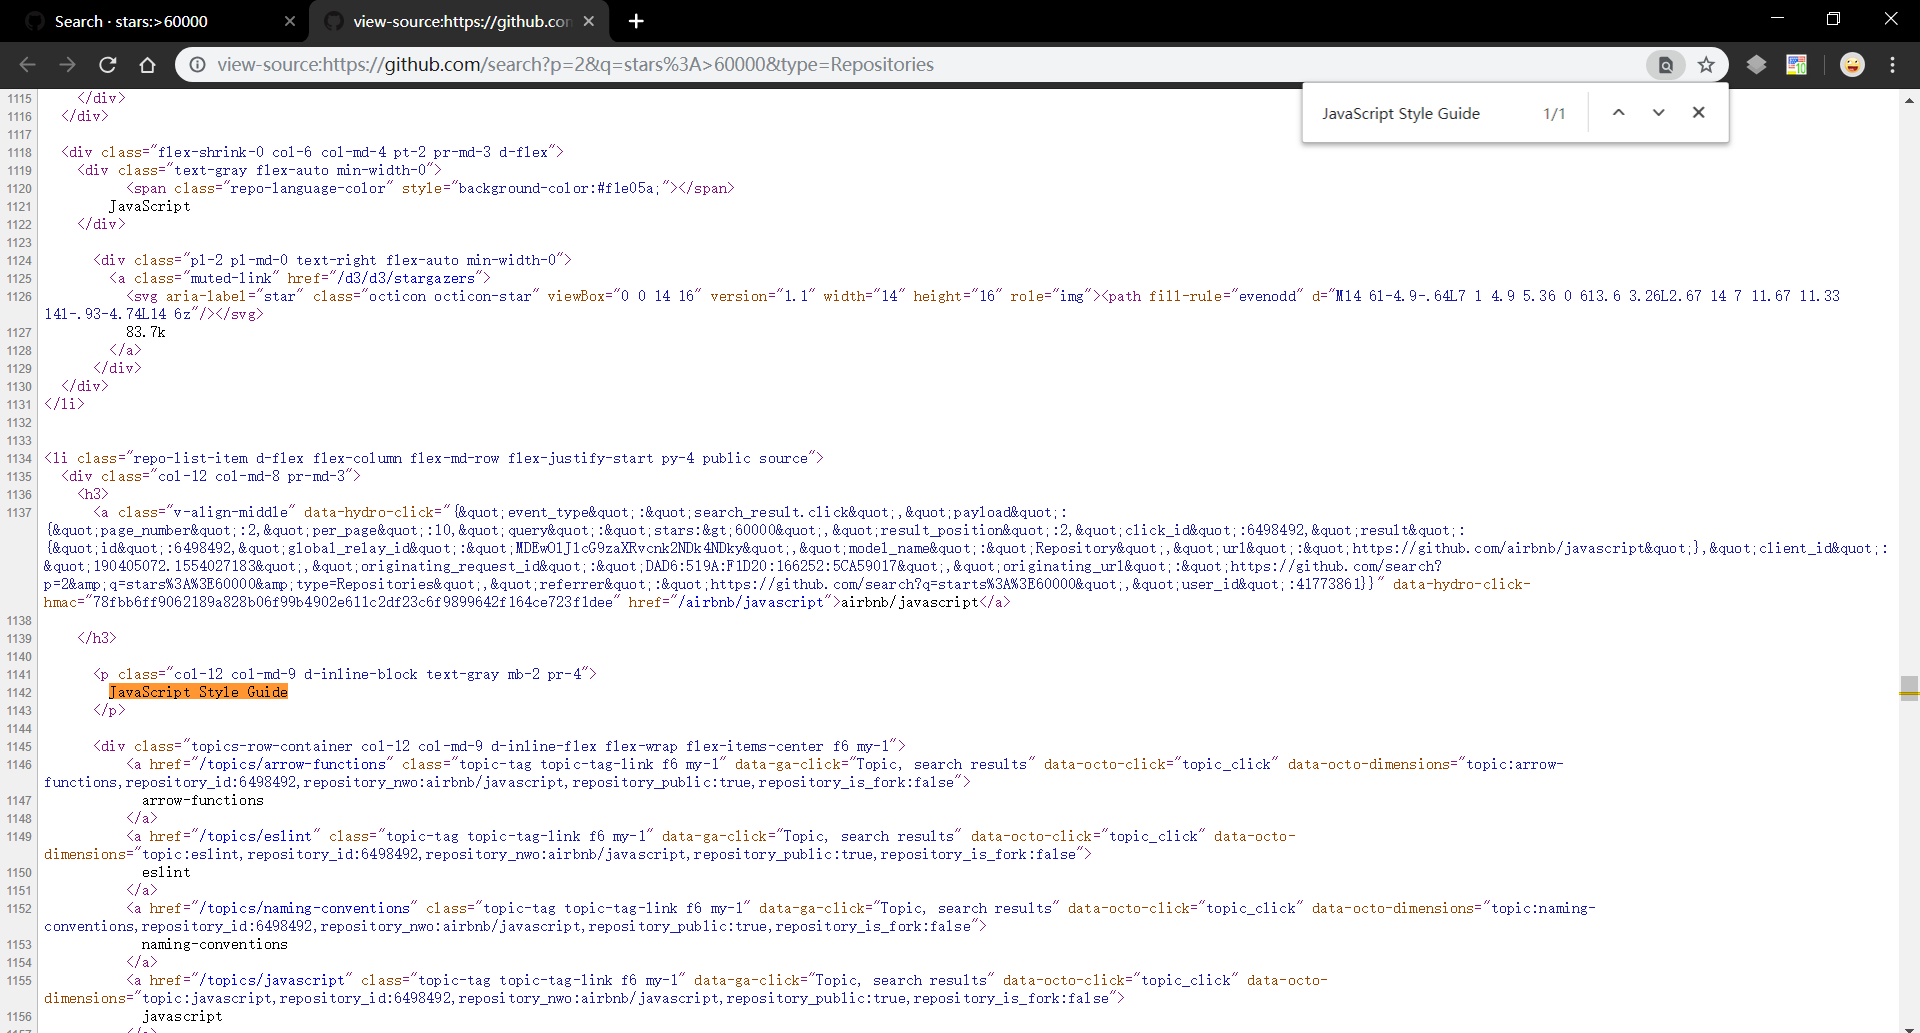 Search · stars:>60000
view-source:https://github.con
view-source:https://github.com/search?p=2&q=stars%3A>60000&type=Repositories
JavaScript Style Guide 1/1
1115 </div>
1116 </div>
1117
1118 <div class="flex-shrink-0 col-6 col-md-4 pt-2 pr-md-3 d-flex">
1119 <div class="text-gray flex-auto min-width-0">
1120 <span class="repo-language-color" style="background-color:#f1e05a;"></span>
1121 JavaScript
1122 </div>
1123
1124 <div class="pl-2 pl-md-0 text-right flex-auto min-width-0">
1125 <a class="muted-link" href="/d3/d3/stargazers">
1126 <svg aria-label="star" class="octicon octicon-star" viewBox="0 0 14 16" version="1.1" width="14" height="16" role="img"><path fill-rule="evenodd" d="M14 6l-4.9-.64L7 1 4.9 5.36 0 6l3.6 3.26L2.67 14 7 11.67 11.33
14l-.93-4.74L14 6z"/></svg>
1127 83.7k
1128 </a>
1129 </div>
1130 </div>
1131 </li>
1132
1133
1134 <li class="repo-list-item d-flex flex-column flex-md-row flex-justify-start py-4 public source">
1135 <div class="col-12 col-md-8 pr-md-3">
1136 <h3>
1137 <a class="v-align-middle" data-hydro-click="{&quot;event_type&quot;:&quot;search_result.click&quot;,&quot;payload&quot;:
{&quot;page_number&quot;:2,&quot;per_page&quot;:10,&quot;query&quot;:&quot;stars:&gt;60000&quot;,&quot;result_position&quot;:2,&quot;click_id&quot;:6498492,&quot;result&quot;:
{&quot;id&quot;:6498492,&quot;global_relay_id&quot;:&quot;MDEwOlJlcG9zaXRvcnk2NDk4NDky&quot;,&quot;model_name&quot;:&quot;Repository&quot;,&quot;url&quot;:&quot;https://github.com/airbnb/javascript&quot;},&quot;client_id&quot;:
&quot;190405072.1554027183&quot;,&quot;originating_request_id&quot;:&quot;DAD6:519A:F1D20:166252:5CA59017&quot;,&quot;originating_url&quot;:&quot;https://github.com/search?
p=2&amp;q=stars%3A%3E60000&amp;type=Repositories&quot;,&quot;referrer&quot;:&quot;https://github.com/search?q=starts%3A%3E60000&quot;,&quot;user_id&quot;:41773861}}" data-hydro-click-
hmac="78fbb6ff9062189a828b06f99b4902e611c2df23c6f9899642f164ce723f1dee" href="/airbnb/javascript">airbnb/javascript</a>
1138
1139 </h3>
1140
1141 <p class="col-12 col-md-9 d-inline-block text-gray mb-2 pr-4">
1142 JavaScript Style Guide
1143 </p>
1144
1145 <div class="topics-row-container col-12 col-md-9 d-inline-flex flex-wrap flex-items-center f6 my-1">
1146 <a href="/topics/arrow-functions" class="topic-tag topic-tag-link f6 my-1" data-ga-click="Topic, search results" data-octo-click="topic_click" data-octo-dimensions="topic:arrow-
functions,repository_id:6498492,repository_nwo:airbnb/javascript,repository_public:true,repository_is_fork:false">
1147 arrow-functions
1148 </a>
1149 <a href="/topics/eslint" class="topic-tag topic-tag-link f6 my-1" data-ga-click="Topic, search results" data-octo-click="topic_click" data-octo-
dimensions="topic:eslint,repository_id:6498492,repository_nwo:airbnb/javascript,repository_public:true,repository_is_fork:false">
1150 eslint
1151 </a>
1152 <a href="/topics/naming-conventions" class="topic-tag topic-tag-link f6 my-1" data-ga-click="Topic, search results" data-octo-click="topic_click" data-octo-dimensions="topic:naming-
conventions,repository_id:6498492,repository_nwo:airbnb/javascript,repository_public:true,repository_is_fork:false">
1153 naming-conventions
1154 </a>
1155 <a href="/topics/javascript" class="topic-tag topic-tag-link f6 my-1" data-ga-click="Topic, search results" data-octo-click="topic_click" data-octo-
dimensions="topic:javascript,repository_id:6498492,repository_nwo:airbnb/javascript,repository_public:true,repository_is_fork:false">
1156 javascript